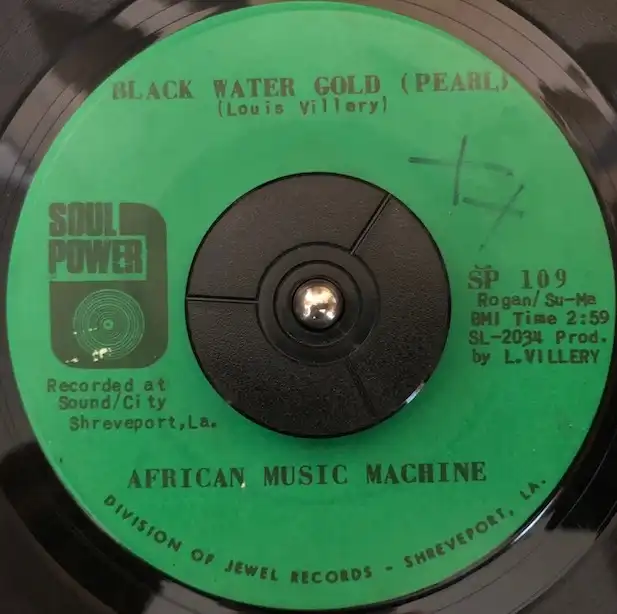 BLACK WATER GOLD (PEARL)
(Louis Villery)
SOUL
POWER
SP 109
Rogan/Su-Ma
BMI Time 2:59
SL-2034 Prod.
by L.VILLERY
Recorded at
Sound/City
Shreveport,La.
AFRICAN MUSIC MACHINE
DIVISION OF JEWEL RECORDS - SHREVEPORT, LA.